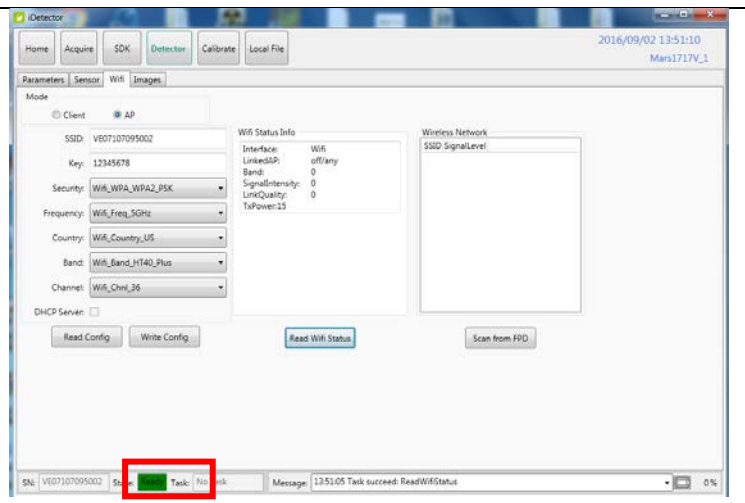 iDetector
Home Acquire SDK Detector Calibrate Local File
2016/09/02 13:51:10
Mars1717V_1
Parameters Sensor Wifi Images
Mode
Client AP
SSID: VE07107095002
Key: 12345678
Security: Wifi_WPA_WPA2_PSK
Frequency: Wifi_Freq_5GHz
Country: Wifi_Country_US
Band: Wifi_Band_HT40_Plus
Channel: Wifi_Chnl_36
DHCP Server:
Read Config Write Config
Wifi Status Info
Interface: Wifi
LinkedAP: off/any
Band: 0
SignalIntensity: 0
LinkQuality: 0
TxPower:15
Read Wifi Status
Wireless Network
SSID SignalLevel
Scan from FPD
SN: VE07107095002 State: Ready Task: No Task Message: 13:51:05 Task succeed: ReadWifiStatus 0%